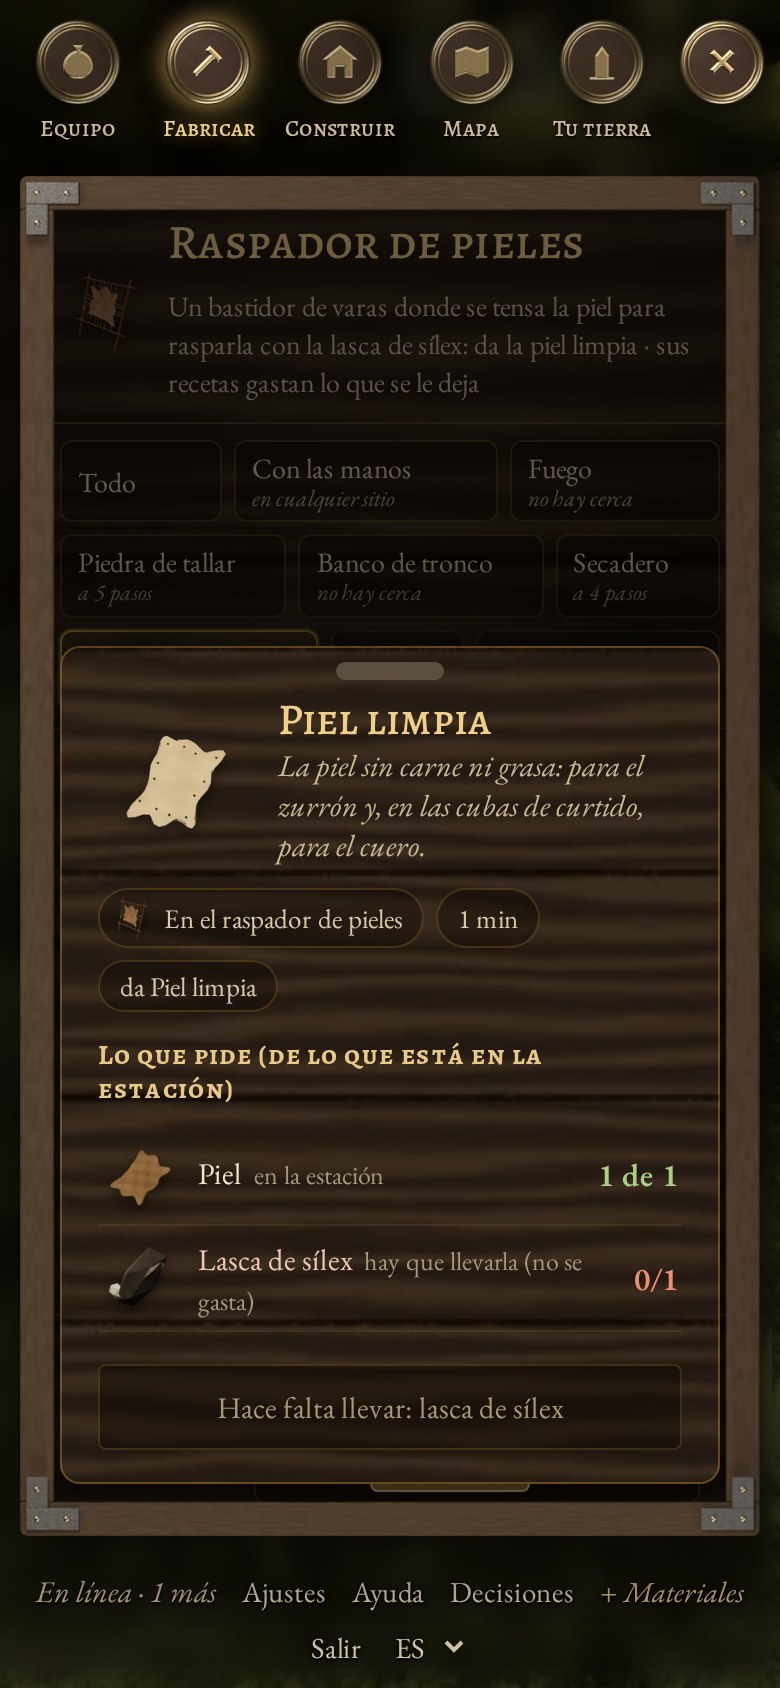 Equipo
Fabricar
Construir
Mapa
Tu tierra
Raspador de pieles
Un bastidor de varas donde se tensa la piel para
rasparla con la lasca de sílex: da la piel limpia · sus
recetas gastan lo que se le deja
Todo
Con las manos
en cualquier sitio
Fuego
no hay cerca
Piedra de tallar
a 5 pasos
Banco de tronco
no hay cerca
Secadero
a 4 pasos
Piel limpia
La piel sin carne ni grasa: para el
zurrón y, en las cubas de curtido,
para el cuero.
En el raspador de pieles
1 min
da Piel limpia
Lo que pide (de lo que está en la
estación)
Piel en la estación 1 de 1
Lasca de sílex hay que llevarla (no se
gasta) 0/1
Hace falta llevar: lasca de sílex
En línea · 1 más Ajustes Ayuda Decisiones + Materiales
Salir ES